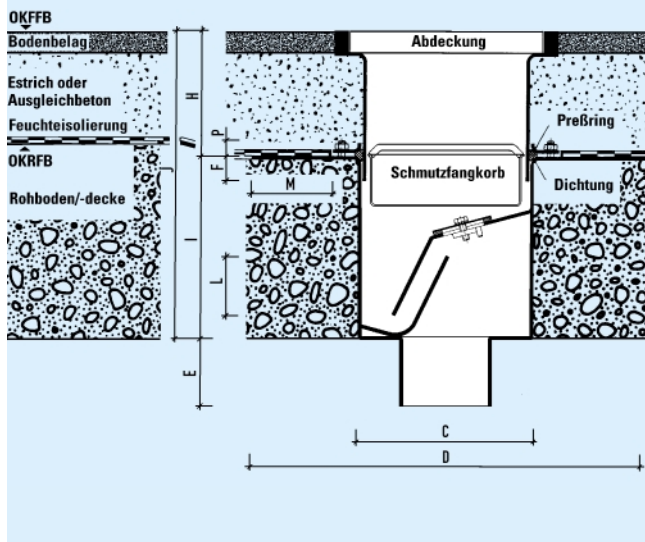 OKFFB
Bodenbelag
Abdeckung
Estrich oder
Ausgleichbeton
H
Feuchteisolierung
P
Preßring
OKRFB
J
F
Schmutzfangkorb
M
Dichtung
Rohboden/-decke
I
L
E
C
D